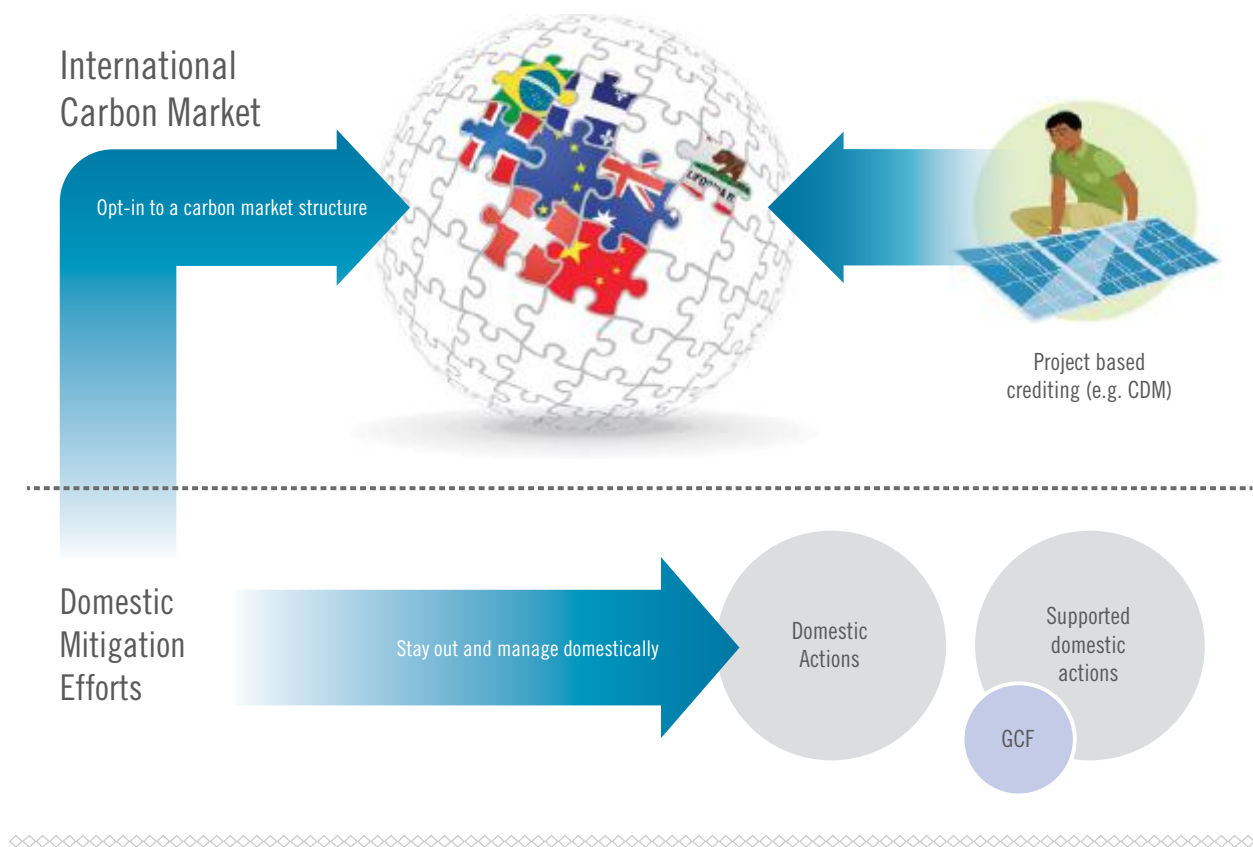 International
Carbon Market
Opt-in to a carbon market structure
LIFORNIA R
Project based
crediting (e.g. CDM)
Domestic
Mitigation
Efforts
Stay out and manage domestically
Domestic
Actions
Supported
domestic
actions
GCF